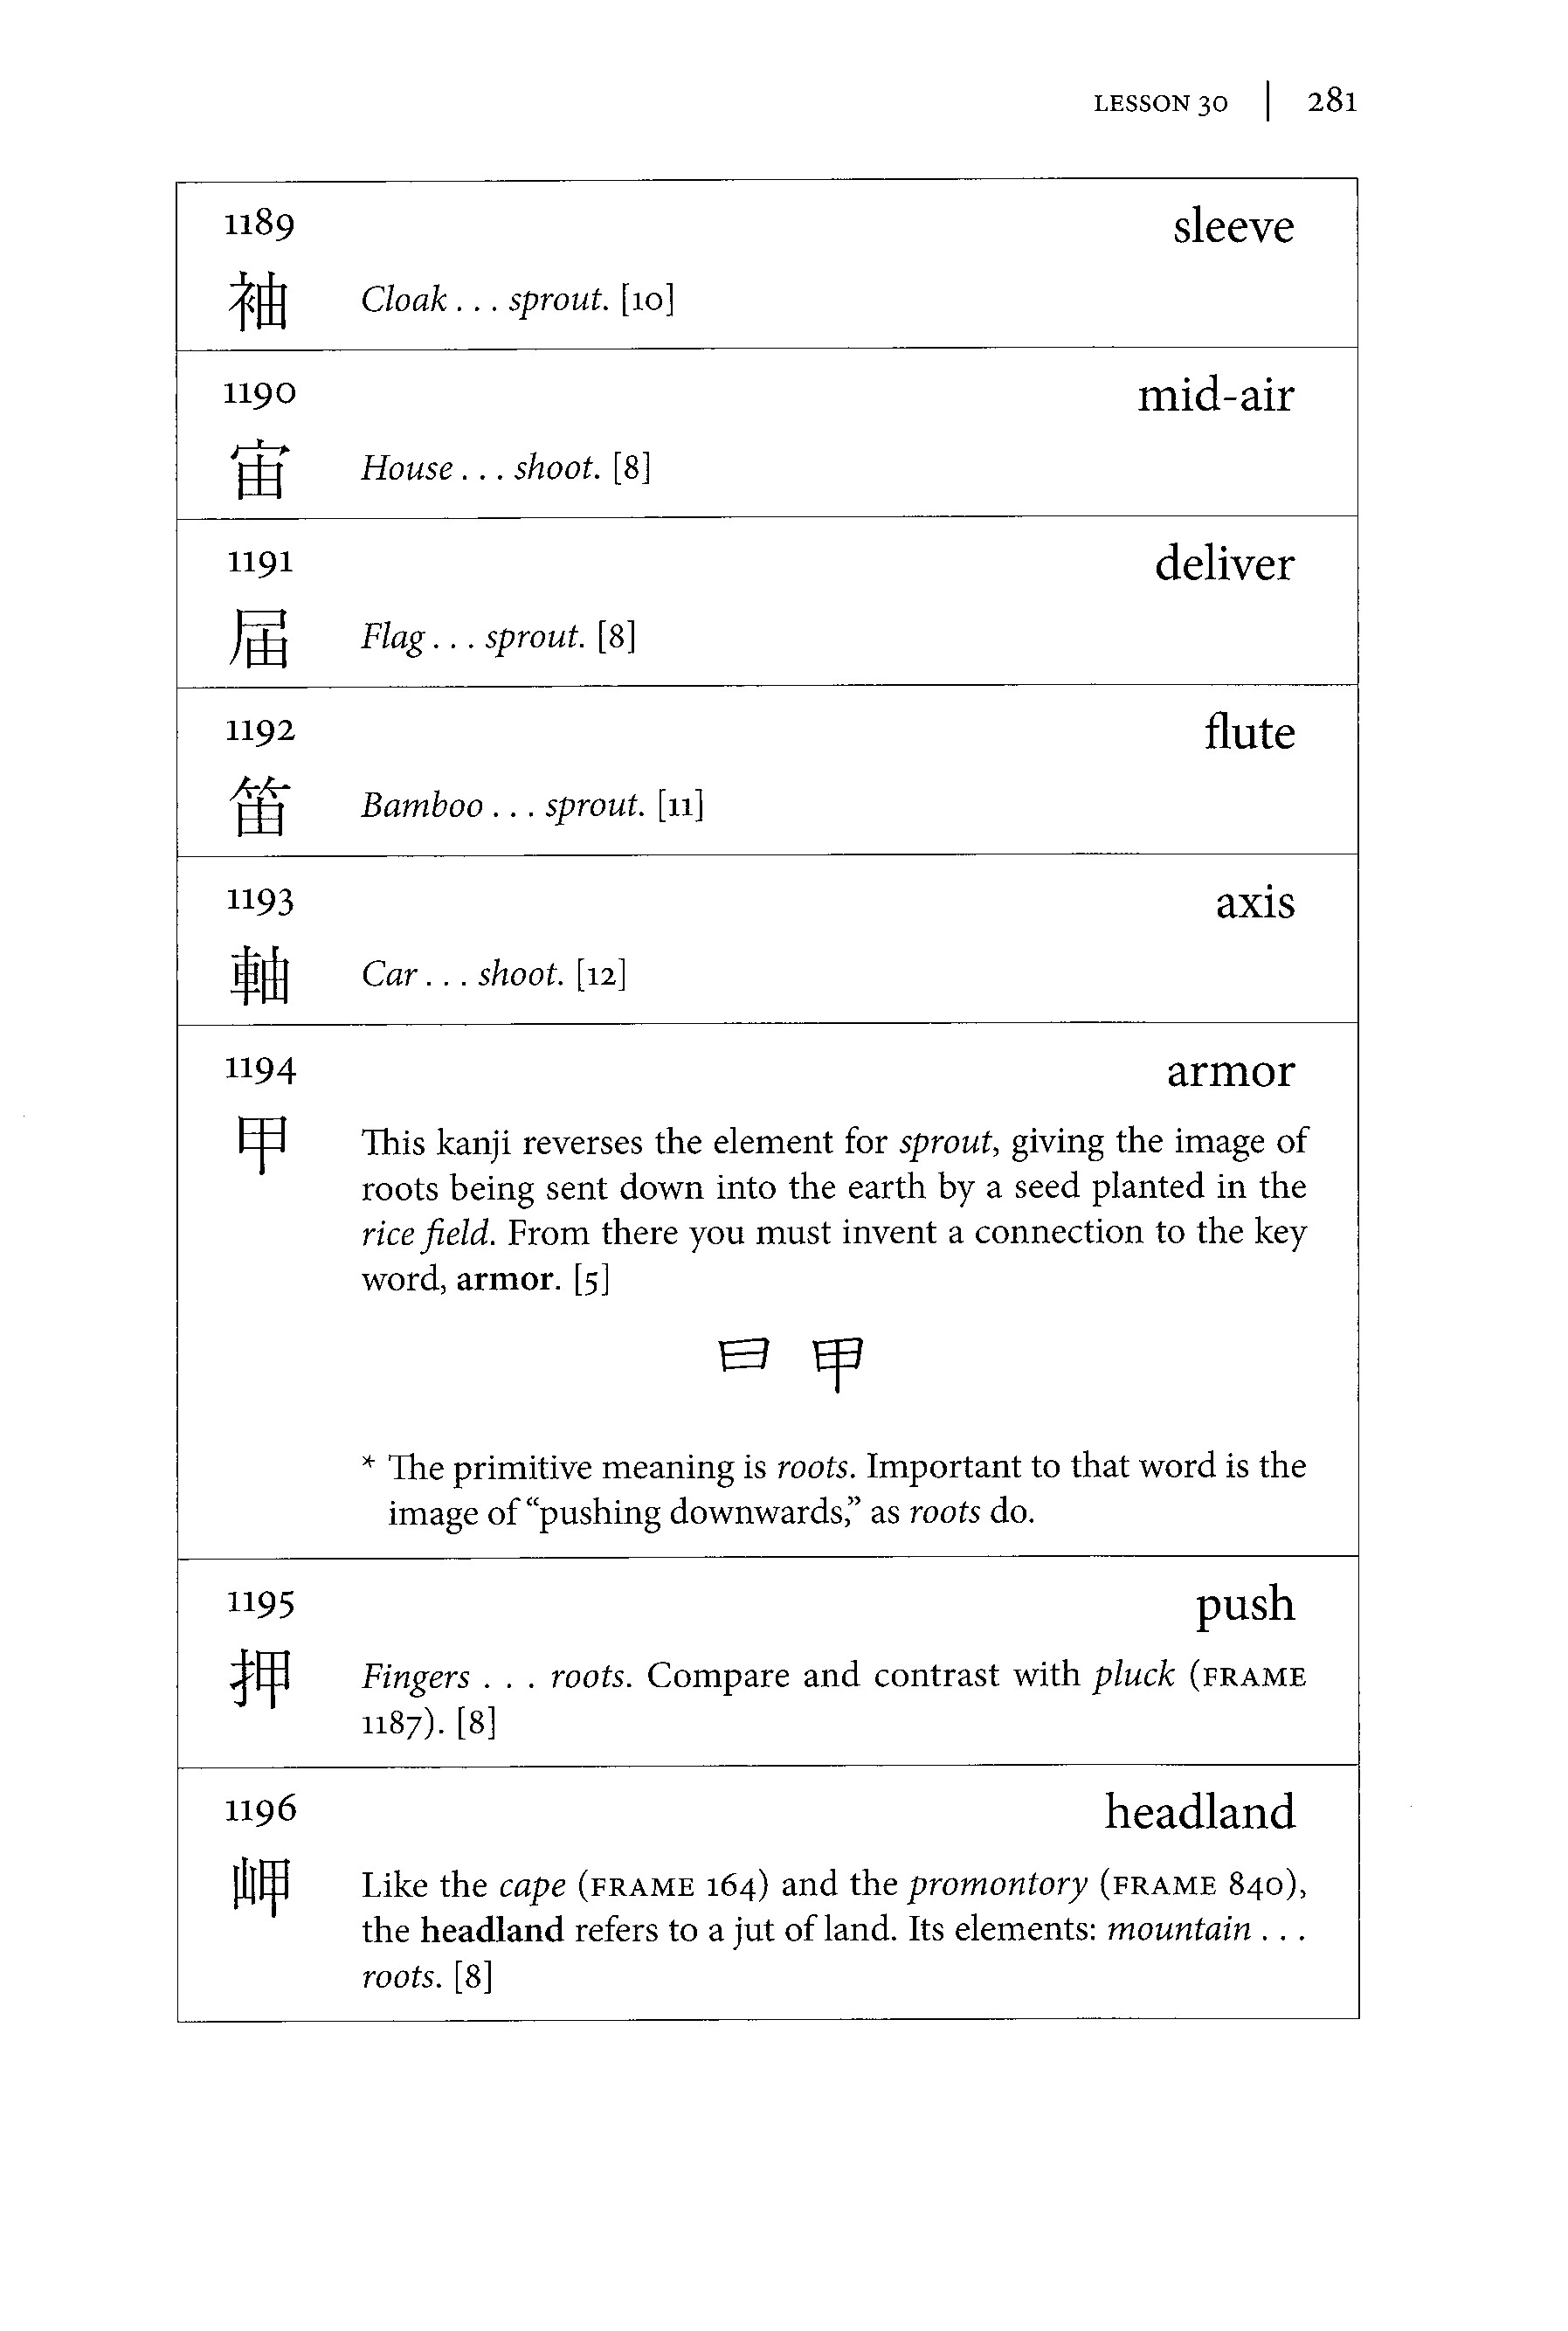 LESSON 30 | 281
1189 sleeve
袖 Cloak . . . sprout. [10]
1190 mid-air
宙 House . . . shoot. [8]
1191 deliver
届 Flag . . . sprout. [8]
1192 flute
笛 Bamboo . . . sprout. [11]
1193 axis
軸 Car . . . shoot. [12]
1194 armor
甲 This kanji reverses the element for sprout, giving the image of
roots being sent down into the earth by a seed planted in the
rice field. From there you must invent a connection to the key
word, armor. [5]
曰 甲
* The primitive meaning is roots. Important to that word is the
image of “pushing downwards,” as roots do.
1195 push
押 Fingers . . . roots. Compare and contrast with pluck (FRAME
1187). [8]
1196 headland
岬 Like the cape (FRAME 164) and the promontory (FRAME 840),
the headland refers to a jut of land. Its elements: mountain . . .
roots. [8]